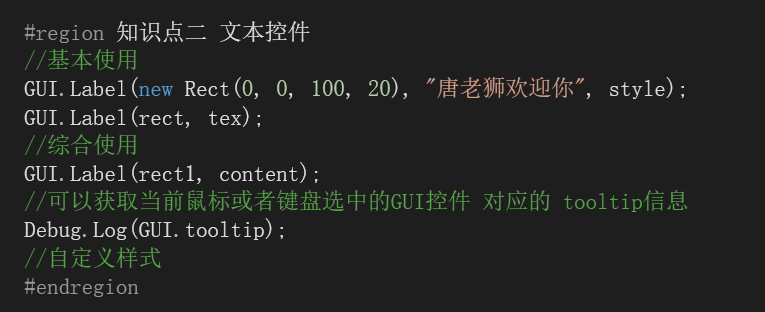 #region 知识点二 文本控件
//基本使用
GUI.Label(new Rect(0, 0, 100, 20), "唐老狮欢迎你", style);
GUI.Label(rect, tex);
//综合使用
GUI.Label(rect1, content);
//可以获取当前鼠标或者键盘选中的GUI控件 对应的 tooltip信息
Debug.Log(GUI.tooltip);
//自定义样式
#endregion